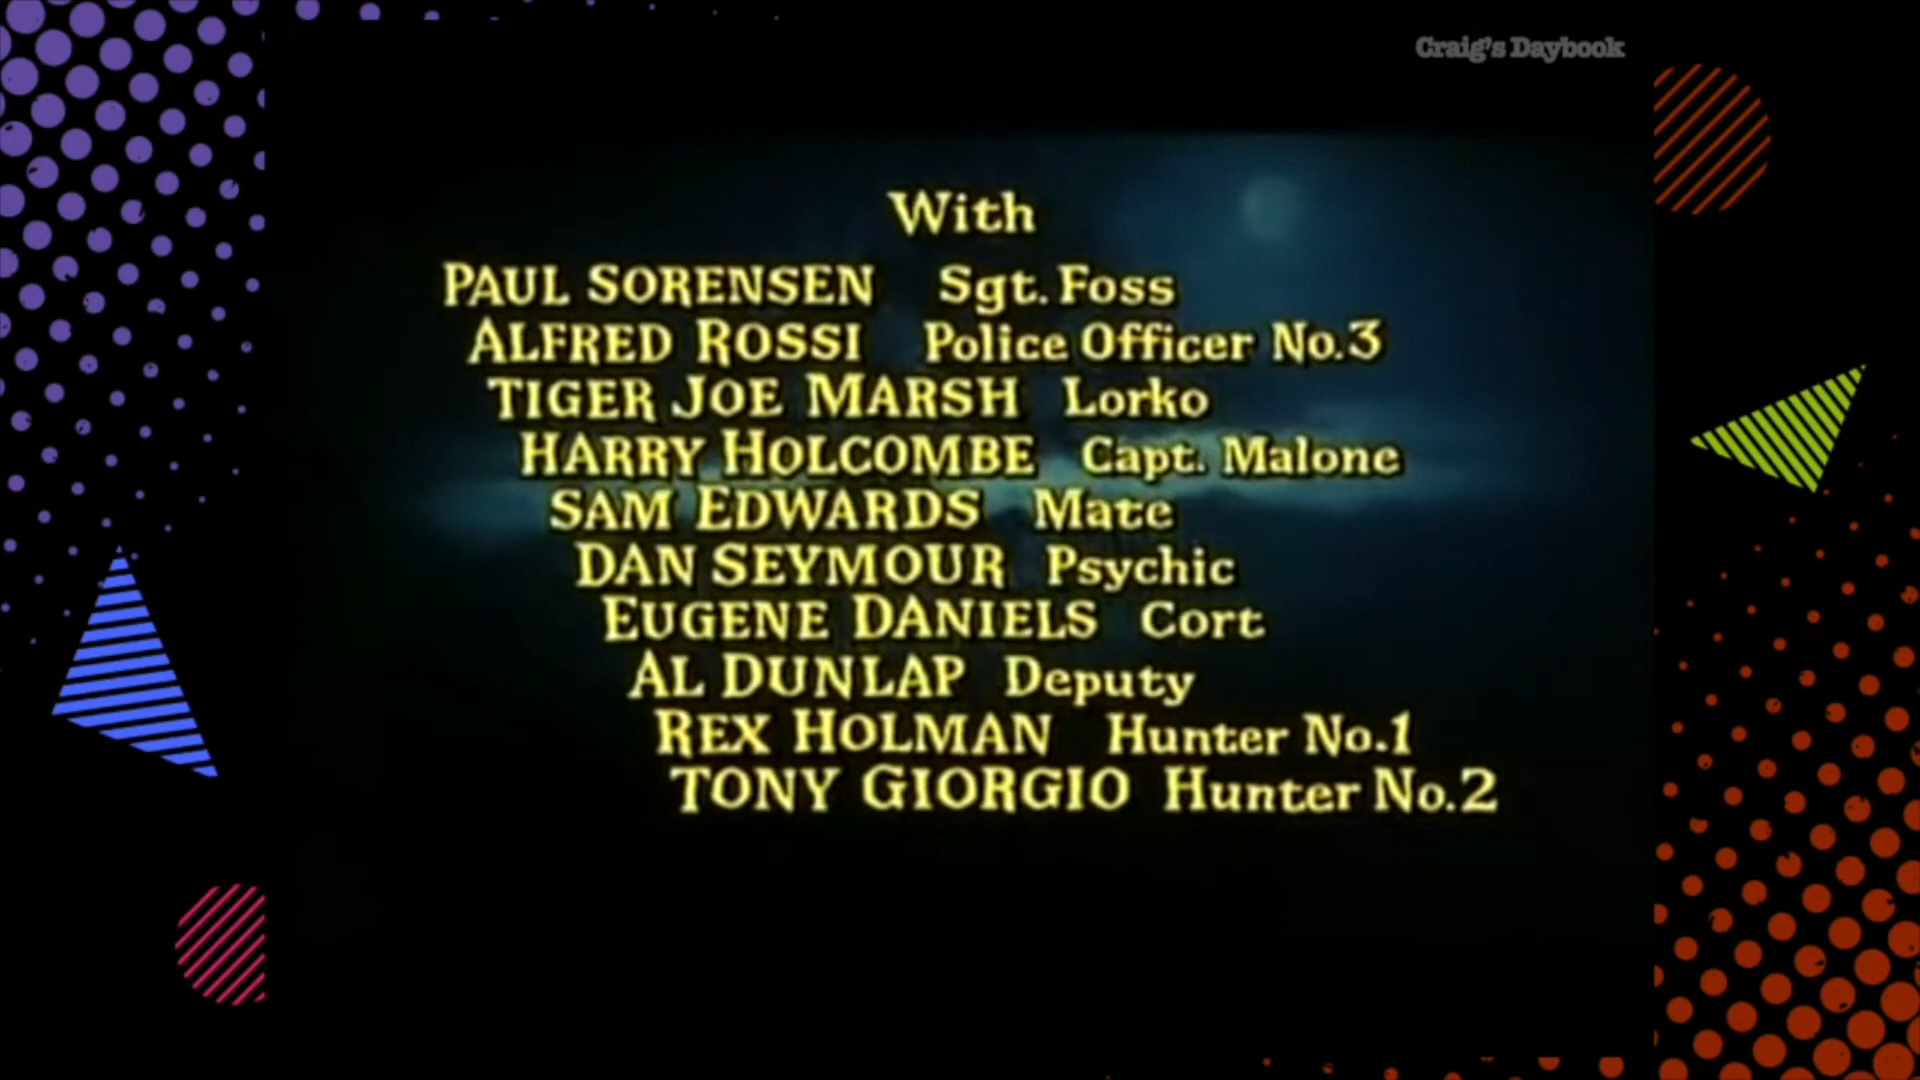 Craig's Daybook
With
PAUL SORENSEN Sgt. Foss
ALFRED ROSSI Police Officer No.3
TIGER JOE MARSH Lorko
HARRY HOLCOMBE Capt. Malone
SAM EDWARDS Mate
DAN SEYMOUR Psychic
EUGENE DANIELS Cort
AL DUNLAP Deputy
REX HOLMAN Hunter No.1
TONY GIORGIO Hunter No.2